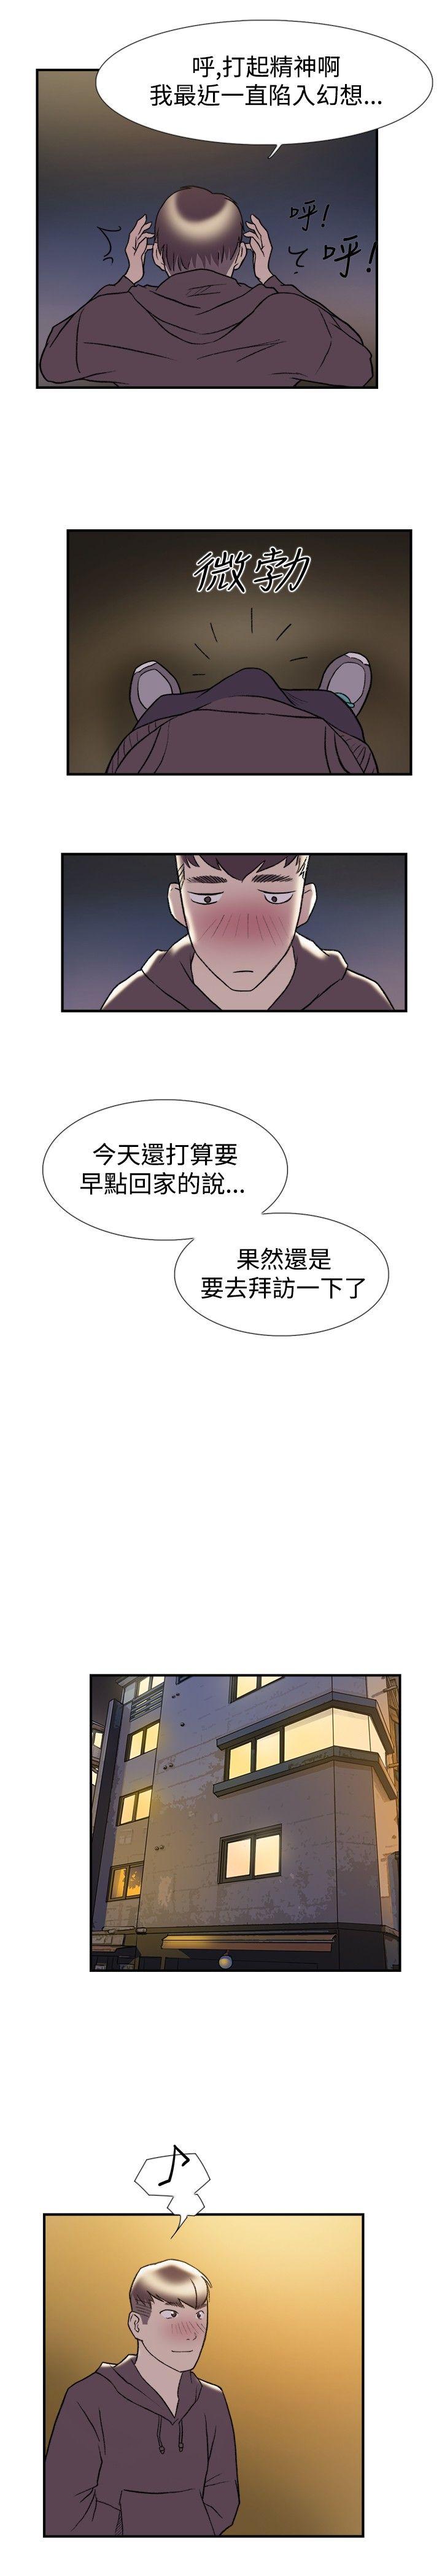 呼,打起精神啊
我最近一直陷入幻想...
呼!
呼!
微勃
今天還打算要
早點回家的說...
果然還是
要去拜訪一下了